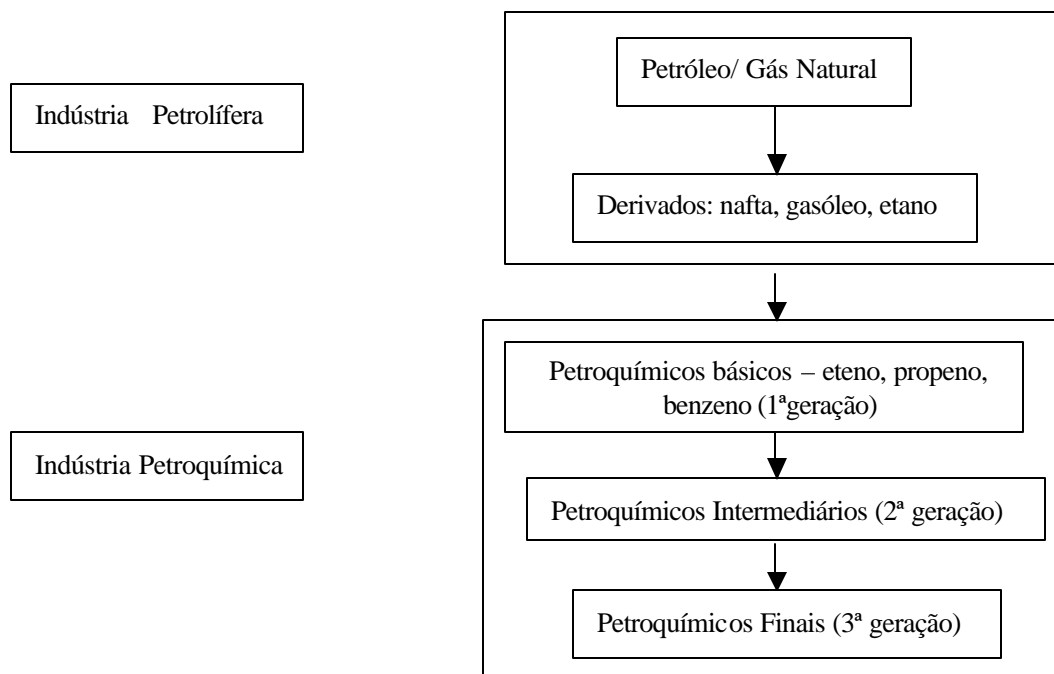 Petróleo/ Gás Natural
Indústria Petrolífera
Derivados: nafta, gasóleo, etano
Petroquímicos básicos – eteno, propeno,
benzeno (1ªgeração)
Indústria Petroquímica
Petroquímicos Intermediários (2ª geração)
Petroquímicos Finais (3ª geração)